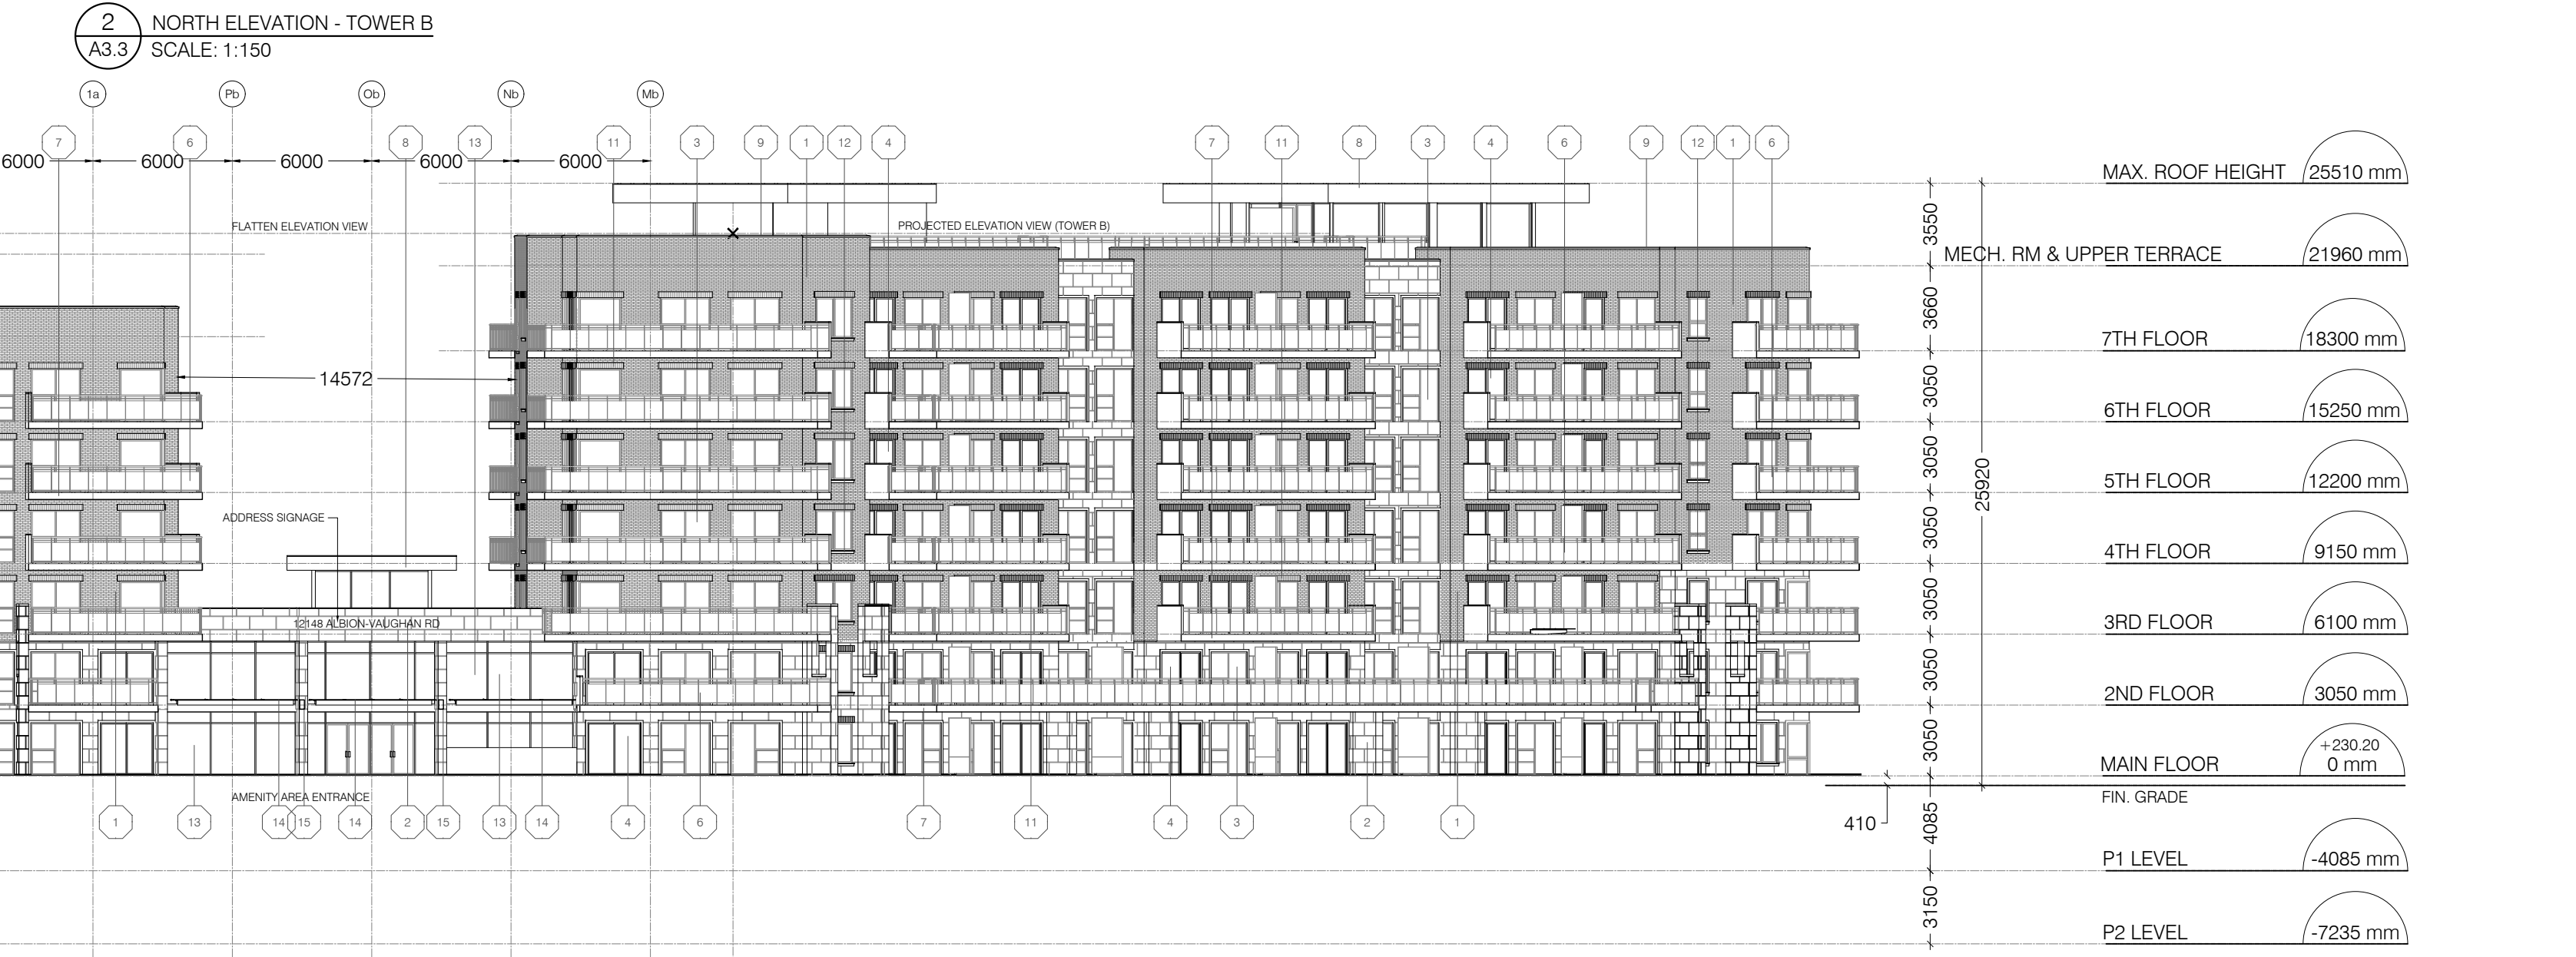 2
NORTH ELEVATION - TOWER B
A3.3
SCALE: 1:150
1a Pb Ob Nb Mb
7 6 8 13 11 3 9 1 12 4 7 11 8 3 4 6 9 12 1 6
6000 6000 6000 6000 6000
MAX. ROOF HEIGHT 25510 mm
3550
FLATTEN ELEVATION VIEW
PROJECTED ELEVATION VIEW (TOWER B)
MECH. RM & UPPER TERRACE 21960 mm
3660
7TH FLOOR 18300 mm
14572
3050
6TH FLOOR 15250 mm
3050
25920
5TH FLOOR 12200 mm
ADDRESS SIGNAGE
3050
4TH FLOOR 9150 mm
3050
12148 ALBION-VAUGHAN RD
3RD FLOOR 6100 mm
3050
2ND FLOOR 3050 mm
3050
+230.20
MAIN FLOOR 0 mm
AMENITY AREA ENTRANCE
FIN. GRADE
1 13 14 15 14 2 15 13 14 4 6 7 11 4 3 2 1
410
4085
P1 LEVEL -4085 mm
3150
P2 LEVEL -7235 mm